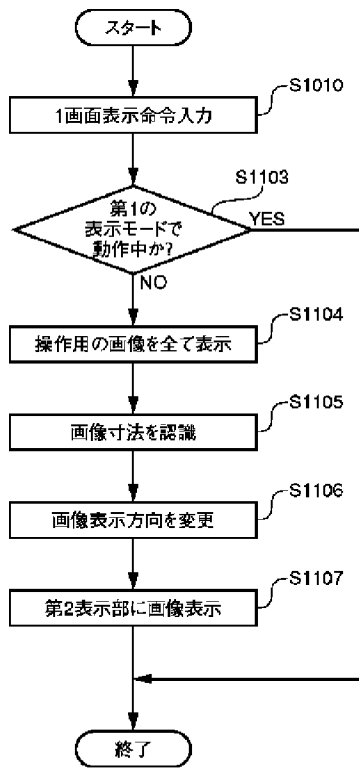 スタート
S1010
1画面表示命令入力
S1103
第1の
表示モードで
動作中か?
YES
NO
S1104
操作用の画像を全て表示
S1105
画像寸法を認識
S1106
画像表示方向を変更
S1107
第2表示部に画像表示
終了